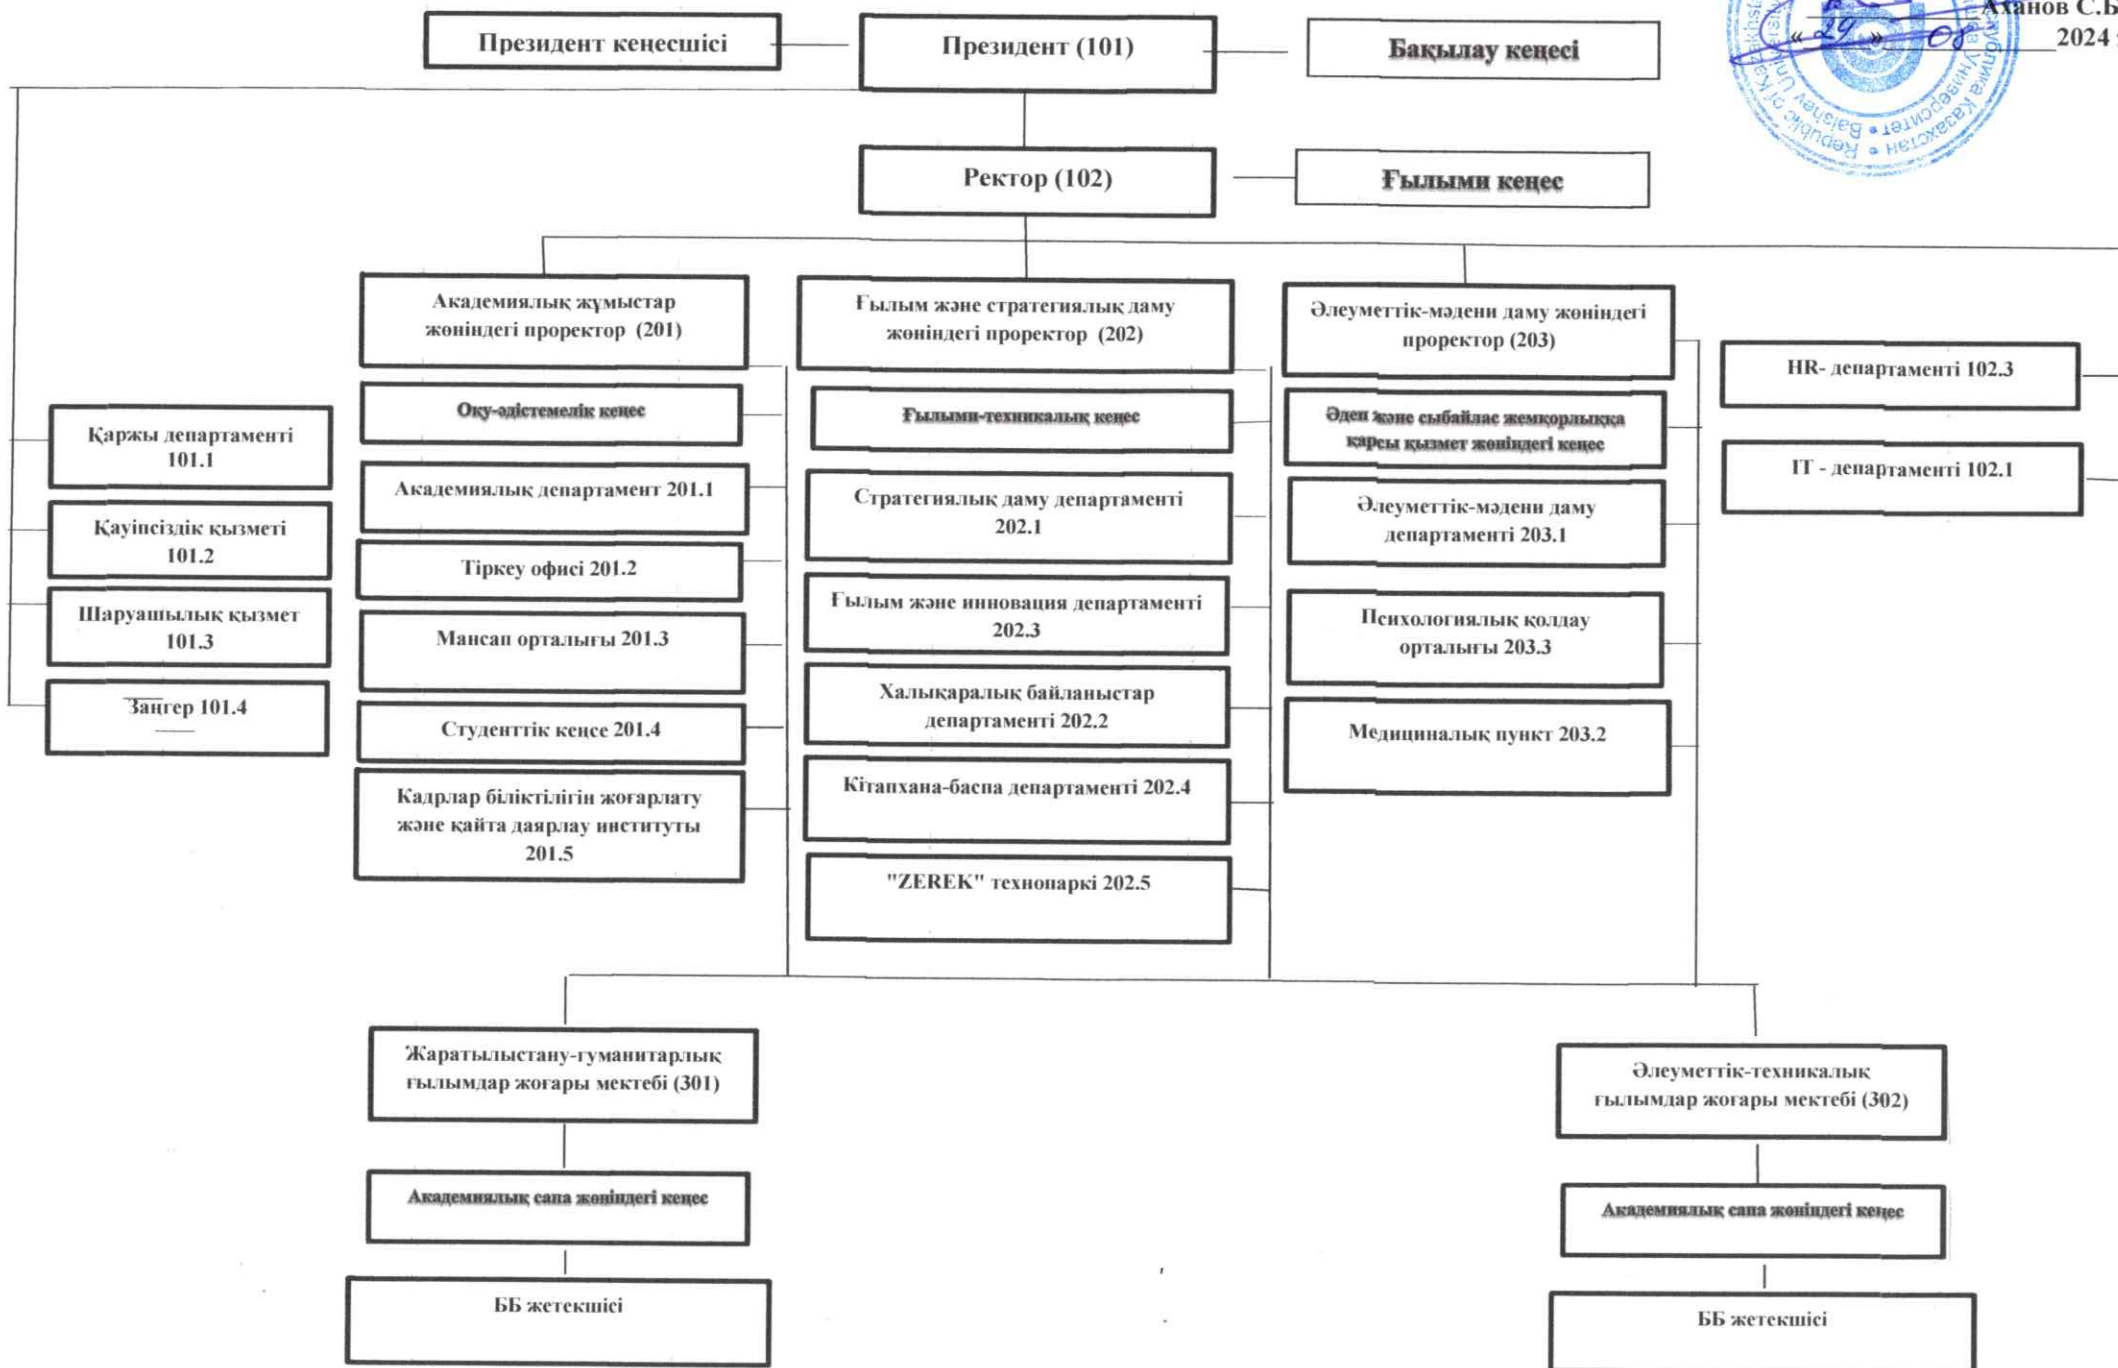 Аханов С.Б
« 29 » 08 2024
Республика Казахстан
Университет
Baishev University
Republic of Kazakhstan
Президент кеңесшісі
Президент (101)
Бақылау кеңесі
Ректор (102)
Ғылыми кеңес
Академиялық жұмыстар
жөніндегі проректор (201)
Ғылым және стратегиялық даму
жөніндегі проректор (202)
Әлеуметтік-мәдени даму жөніндегі
проректор (203)
Қаржы департаменті
101.1
Қауіпсіздік қызметі
101.2
Шаруашылық қызмет
101.3
Заңгер 101.4
Оқу-әдістемелік кеңес
Академиялық департамент 201.1
Тіркеу офисі 201.2
Мансап орталығы 201.3
Студенттік кеңсе 201.4
Кадрлар біліктілігін жоғарлату
және қайта даярлау институты
201.5
Ғылыми-техникалық кеңес
Стратегиялық даму департаменті
202.1
Ғылым және инновация департаменті
202.3
Халықаралық байланыстар
департаменті 202.2
Кітапхана-баспа департаменті 202.4
"ZEREK" технопаркі 202.5
Әдеп және сыбайлас жемқорлыққа
қарсы қызмет жөніндегі кеңес
Әлеуметтік-мәдени даму
департаменті 203.1
Психологиялық қолдау
орталығы 203.3
Медициналық пункт 203.2
HR- департаменті 102.3
IT - департаменті 102.1
Жаратылыстану-гуманитарлық
ғылымдар жоғары мектебі (301)
Академиялық сапа жөніндегі кеңес
ББ жетекшісі
Әлеуметтік-техникалық
ғылымдар жоғары мектебі (302)
Академиялық сапа жөніндегі кеңес
ББ жетекшісі